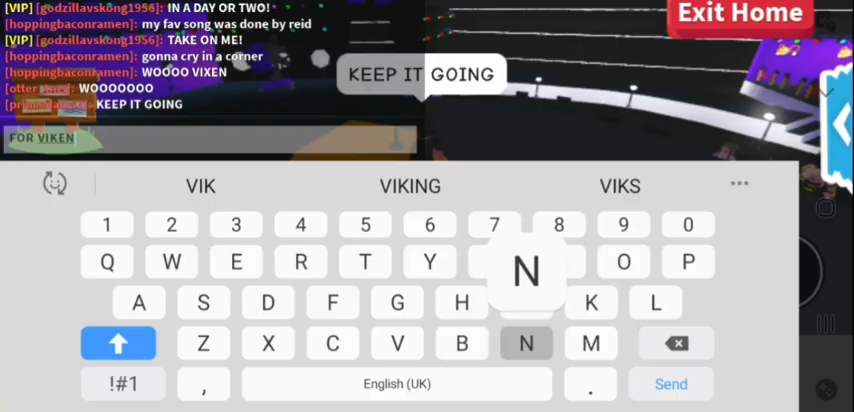 [VIP] [godzillavskong1956]: IN A DAY OR TWO!
[hoppingbaconramen]: my fav song was done by reid
[VIP] [godzillavskong1956]: TAKE ON ME!
[hoppingbaconramen]: gonna cry in a corner
[hoppingbaconramen]: WOOOO VIXEN
WOOOOOOO
KEEP IT GOING
Exit Home
KEEP IT GOING
FOR VIKEN
VIK VIKING VIKS
1 2 3 4 5 6 7 8 9 0
Q W E R T Y O P
A S D F G H N K L
Z X C V B N M
!#1 , English (UK) . Send